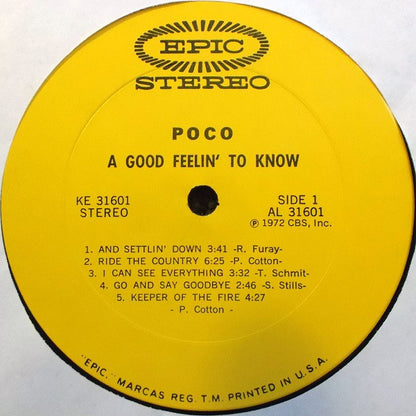 EPIC
STEREO
POCO
A GOOD FEELIN' TO KNOW
KE 31601
STEREO
SIDE 1
AL 31601
℗ 1972 CBS, Inc.
1. AND SETTLIN' DOWN 3:41 -R. Furay-
2. RIDE THE COUNTRY 6:25 -P. Cotton-
3. I CAN SEE EVERYTHING 3:32 -T. Schmit-
4. GO AND SAY GOODBYE 2:46 -S. Stills-
5. KEEPER OF THE FIRE 4:27
- P. Cotton -
"EPIC," MARCAS REG. T.M. PRINTED IN U.S.A.